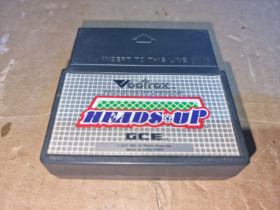 INSERT TO THIS LINE
Vectrex
HEADS UP
GCE